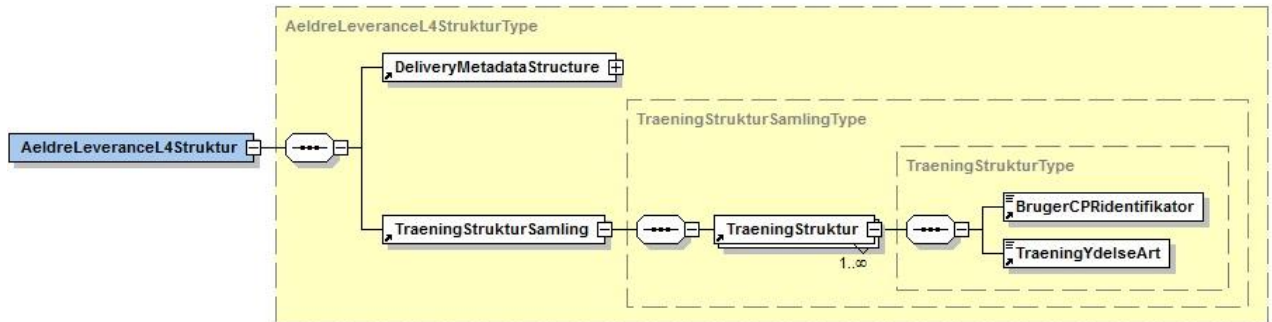 AeldreLeveranceL4StrukturType
DeliveryMetadataStructure
TraeningStrukturSamlingType
AeldreLeveranceL4Struktur
TraeningStrukturType
BrugerCPRidentifikator
TraeningStrukturSamling
TraeningStruktur
TraeningYdelseArt
1..∞